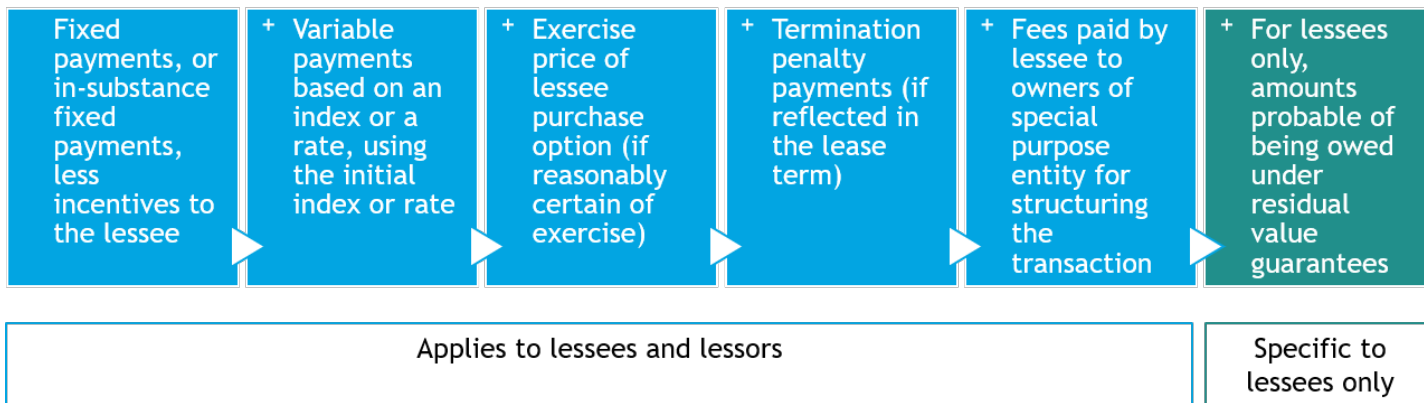 Fixed
payments, or
in-substance
fixed
payments,
less
incentives to
the lessee
+ Variable
payments
based on an
index or a
rate, using
the initial
index or rate
+ Exercise
price of
lessee
purchase
option (if
reasonably
certain of
exercise)
+ Termination
penalty
payments (if
reflected in
the lease
term)
+ Fees paid by
lessee to
owners of
special
purpose
entity for
structuring
the
transaction
+ For lessees
only,
amounts
probable of
being owed
under
residual
value
guarantees
Applies to lessees and lessors
Specific to
lessees only